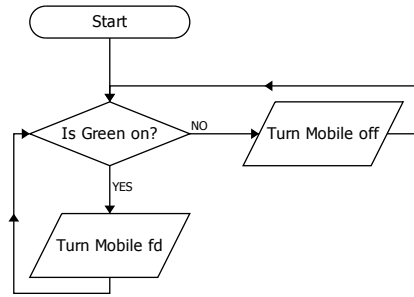 Start
Is Green on?
NO
Turn Mobile off
YES
Turn Mobile fd